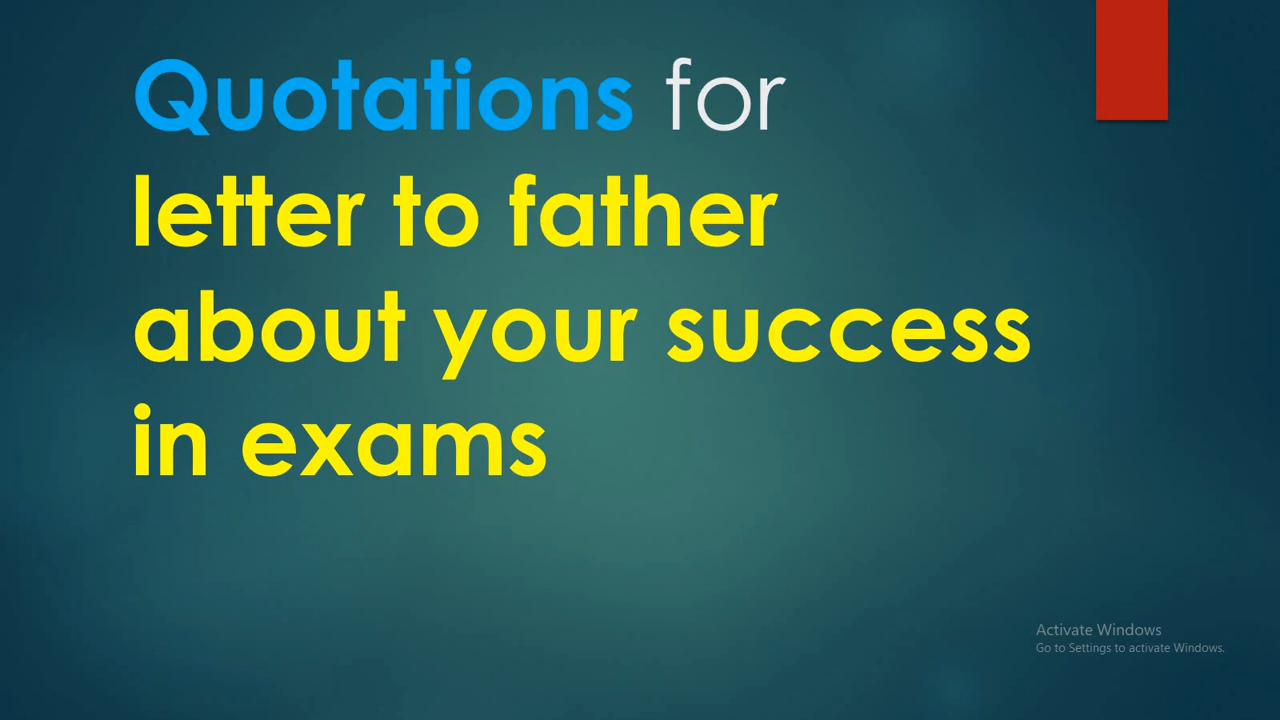 Quotations for
letter to father
about your success
in exams
Activate Windows
Go to Settings to activate Windows.